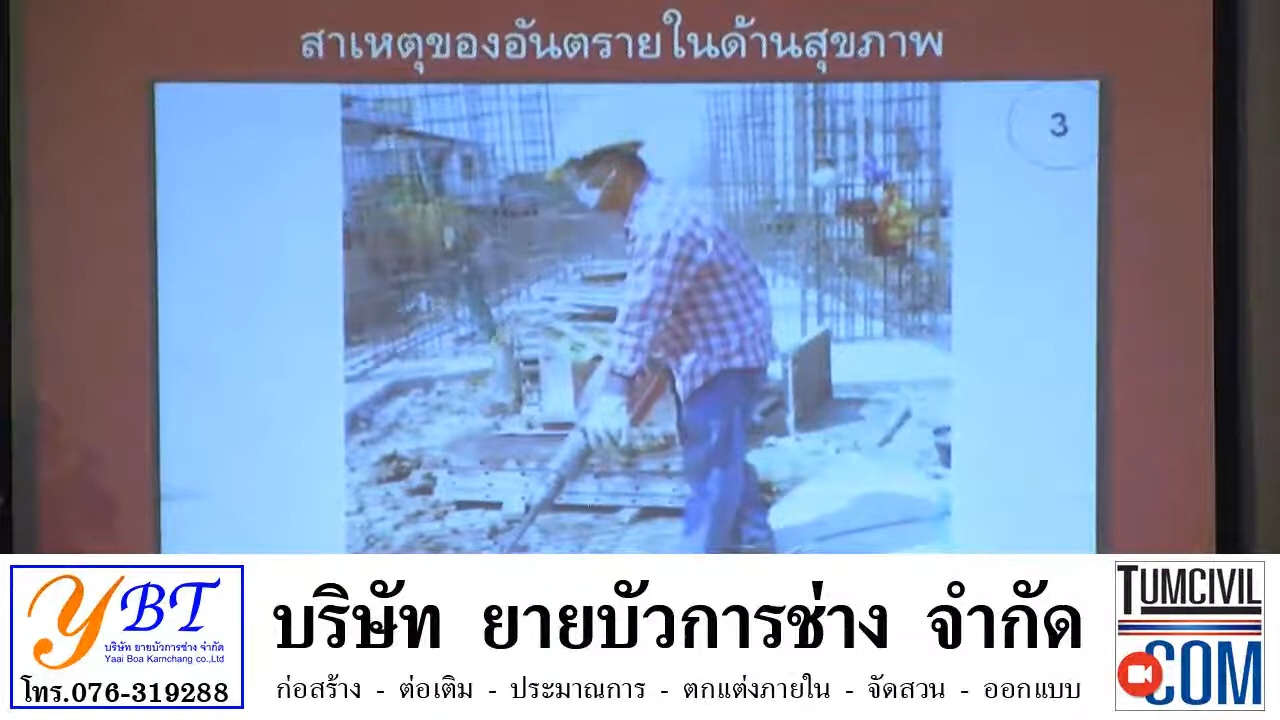 สาเหตุของอันตรายในด้านสุขภาพ
3
YBT
บริษัท ยายบัวการช่าง จำกัด
Yaai Boa Karnchang co.,Ltd
โทร.076-319288
บริษัท ยายบัวการช่าง จำกัด
ก่อสร้าง - ต่อเติม - ประมาณการ - ตกแต่งภายใน - จัดสวน - ออกแบบ
TUMCIVIL
COM